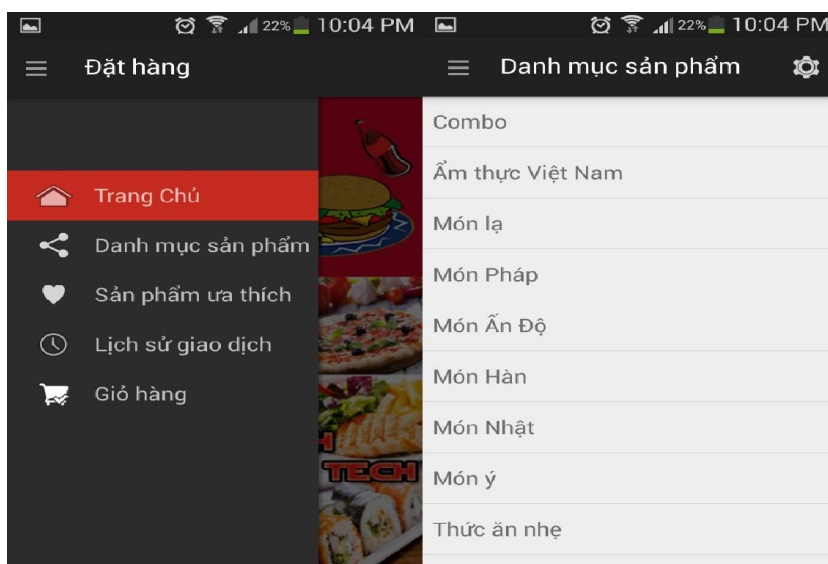 22% 10:04 PM
Đặt hàng
Trang Chủ
Danh mục sản phẩm
Sản phẩm ưa thích
Lịch sử giao dịch
Giỏ hàng
TECH
22% 10:04 PM
Danh mục sản phẩm
Combo
Ẩm thực Việt Nam
Món lạ
Món Pháp
Món Ấn Độ
Món Hàn
Món Nhật
Món ý
Thức ăn nhẹ